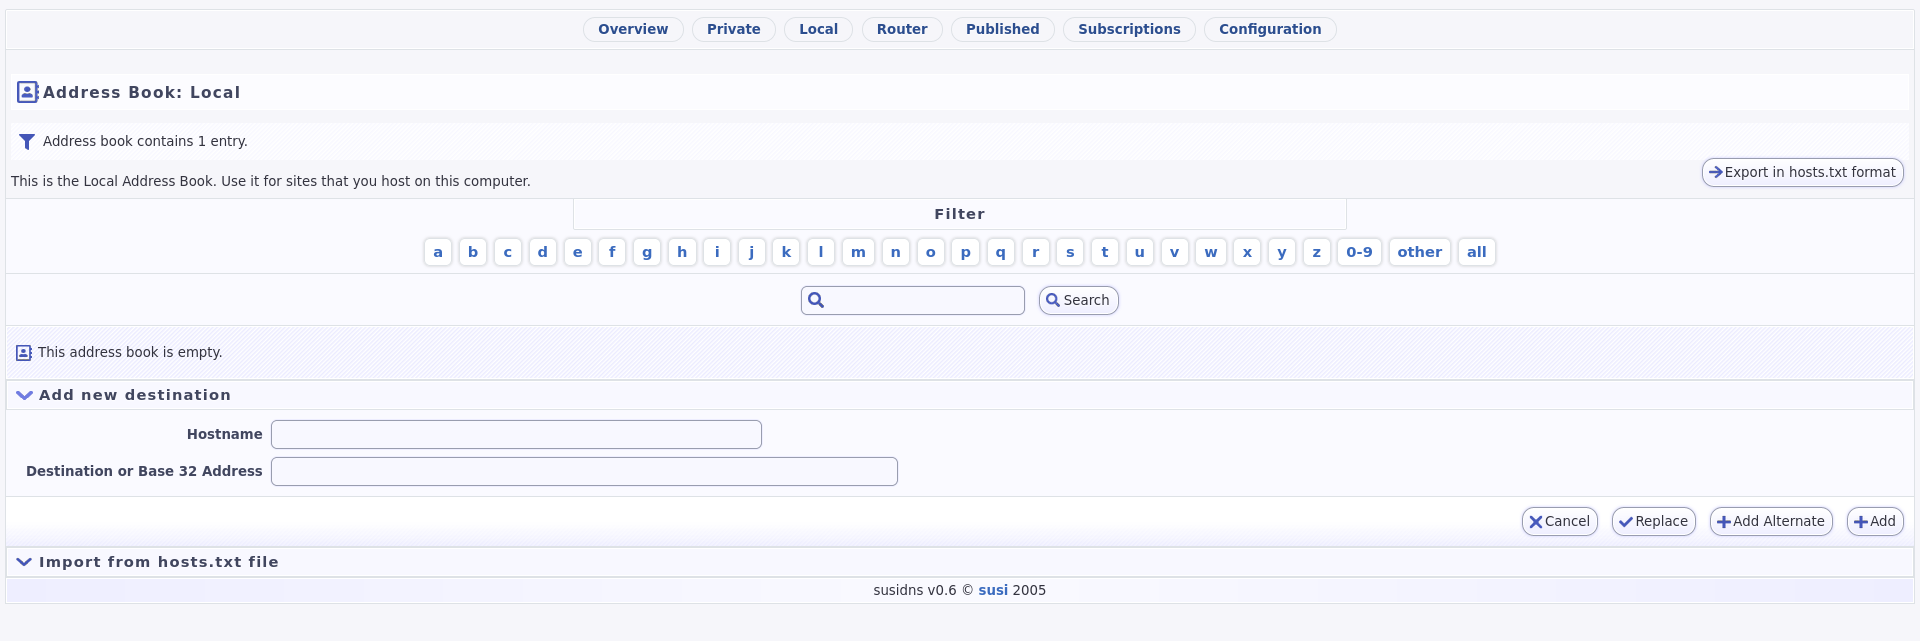 Overview Private Local Router Published Subscriptions Configuration
Address Book: Local
Address book contains 1 entry.
This is the Local Address Book. Use it for sites that you host on this computer.
Export in hosts.txt format
Filter
a b c d e f g h i j k l m n o p q r s t u v w x y z 0-9 other all
Search
This address book is empty.
Add new destination
Hostname
Destination or Base 32 Address
Cancel Replace Add Alternate Add
Import from hosts.txt file
susidns v0.6 © susi 2005